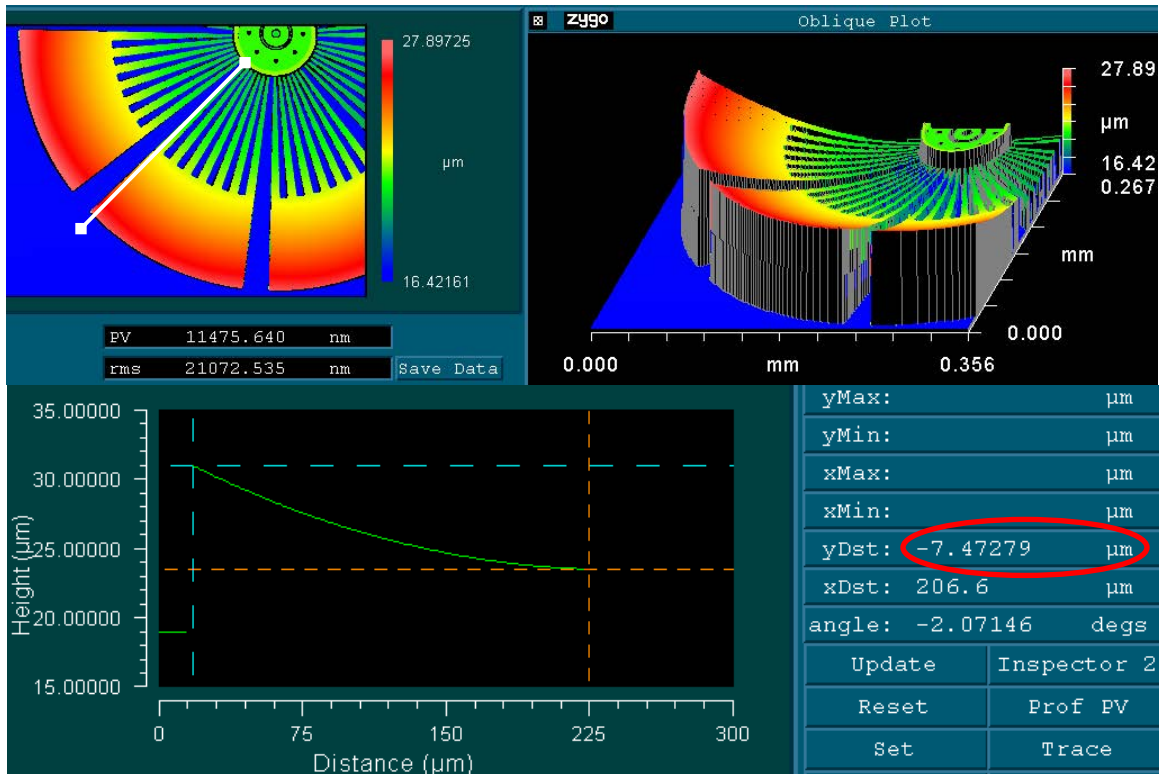 27.89725
µm
16.42161
PV 11475.640 nm
rms 21072.535 nm Save Data
zygo Oblique Plot
27.89
µm
16.42
0.267
mm
0.000
0.000 mm 0.356
35.00000
30.00000
25.00000
20.00000
15.00000
Height (µm)
0 75 150 225 300
Distance (µm)
yMax: µm
yMin: µm
xMax: µm
xMin: µm
yDst: -7.47279 µm
xDst: 206.6 µm
angle: -2.07146 degs
Update Inspector 2
Reset Prof PV
Set Trace